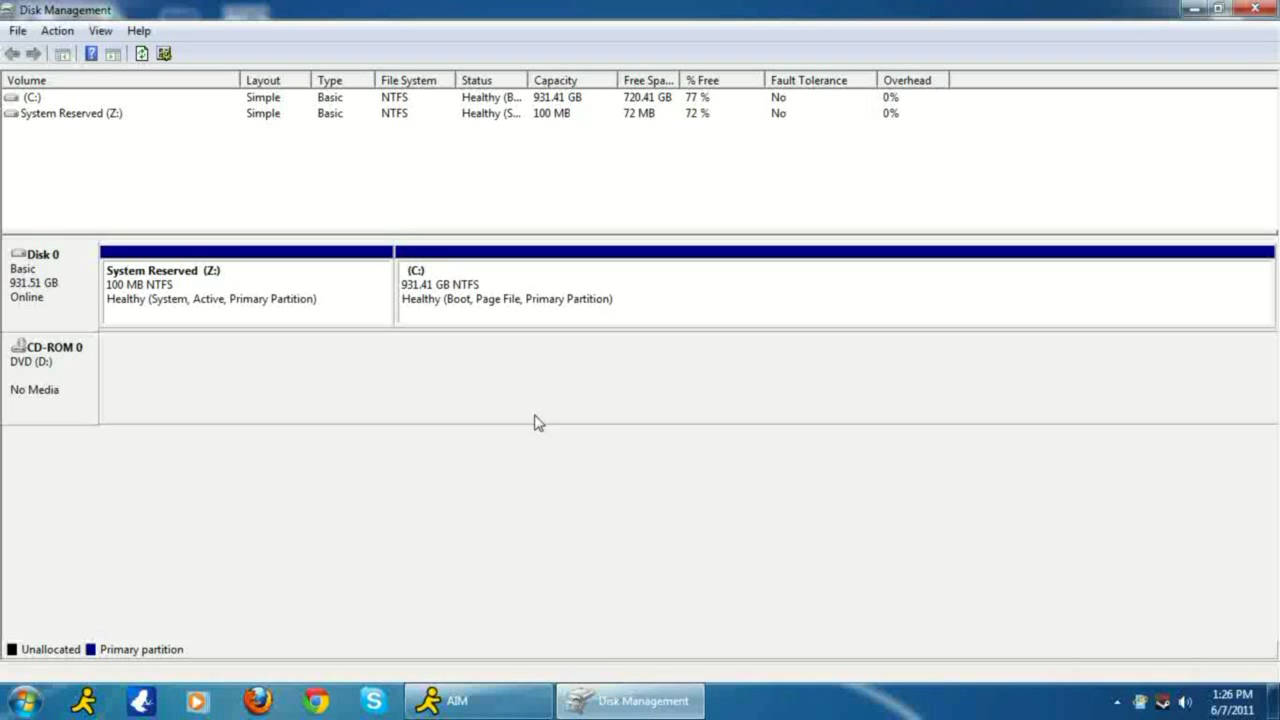 Disk Management
File Action View Help
Volume Layout Type File System Status Capacity Free Spa... % Free Fault Tolerance Overhead
(C:) Simple Basic NTFS Healthy (B... 931.41 GB 720.41 GB 77 % No 0%
System Reserved (Z:) Simple Basic NTFS Healthy (S... 100 MB 72 MB 72 % No 0%
Disk 0
Basic
931.51 GB
Online
System Reserved (Z:)
100 MB NTFS
Healthy (System, Active, Primary Partition)
(C:)
931.41 GB NTFS
Healthy (Boot, Page File, Primary Partition)
CD-ROM 0
DVD (D:)
No Media
Unallocated Primary partition
AIM Disk Management
1:26 PM
6/7/2011